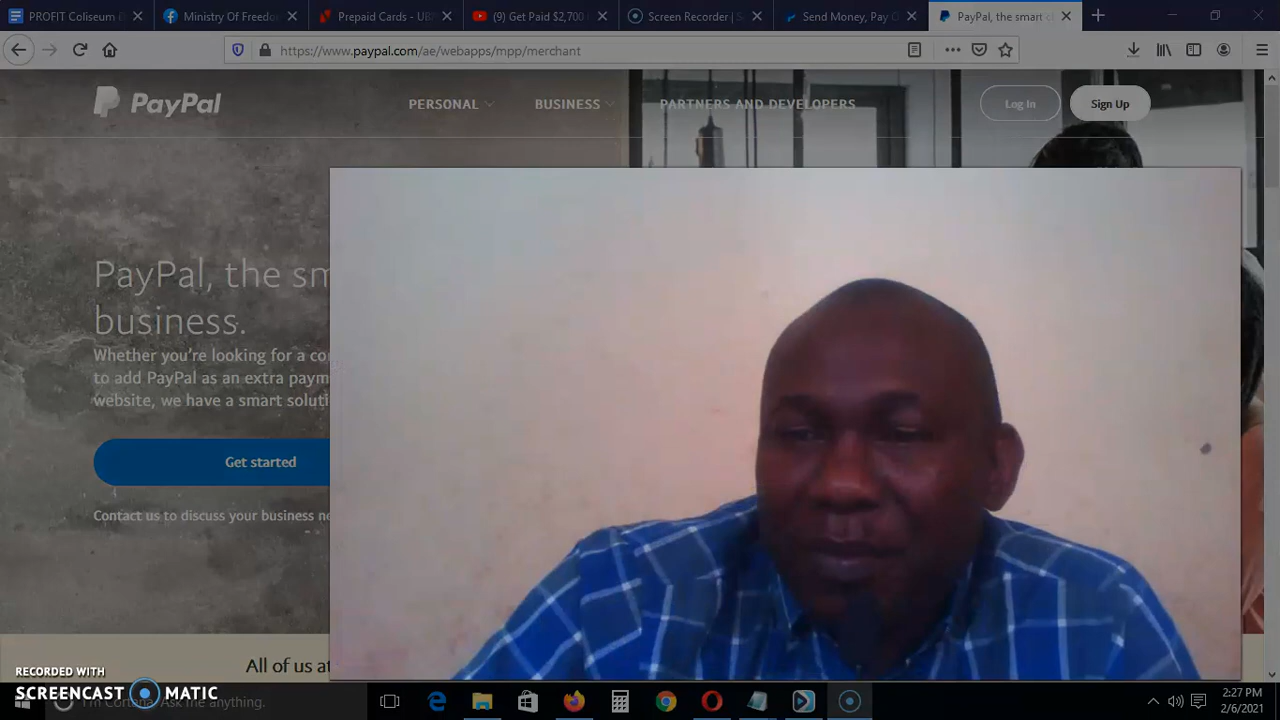 PROFIT Coliseum
Ministry Of Freedo
Prepaid Cards - UB
(9) Get Paid $2,700
Screen Recorder | S
Send Money, Pay O
PayPal, the smart c
https://www.paypal.com/ae/webapps/mpp/merchant
PayPal
PERSONAL
BUSINESS
PARTNERS AND DEVELOPERS
Log In
Sign Up
PayPal, the sm
business.
Whether you're looking for a co
to add PayPal as an extra paym
website, we have a smart soluti
Get started
Contact us to discuss your business ne
All of us at
RECORDED WITH
SCREENCAST MATIC
I'm Cortana. Ask me anything.
2:27 PM
2/6/2021